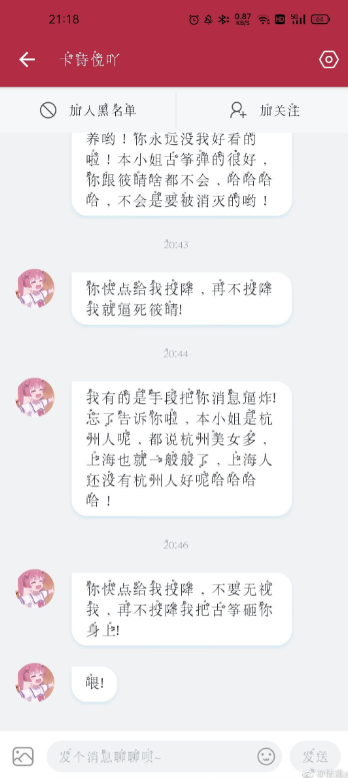 21:18
0.87
KB/S
HD
5G
64
卡哇悦吖
加入黑名单
加关注
养哟！你永远没我好看的
啦！本小姐古筝弹的很好，
你跟筱晴啥都不会，哈哈哈
哈，不会是要被消灭的哟！
20:43
你快点给我投降，再不投降
我就逼死筱晴!
20:44
我有的是手段把你消息逼炸!
忘了告诉你啦，本小姐是杭
州人呢，都说杭州美女多，
上海也就一般般了，上海人
还没有杭州人好呢哈哈哈哈
哈！
20:46
你快点给我投降，不要无视
我，再不投降我把古筝砸你
身上!
喂!
发个消息聊聊呗~
发送